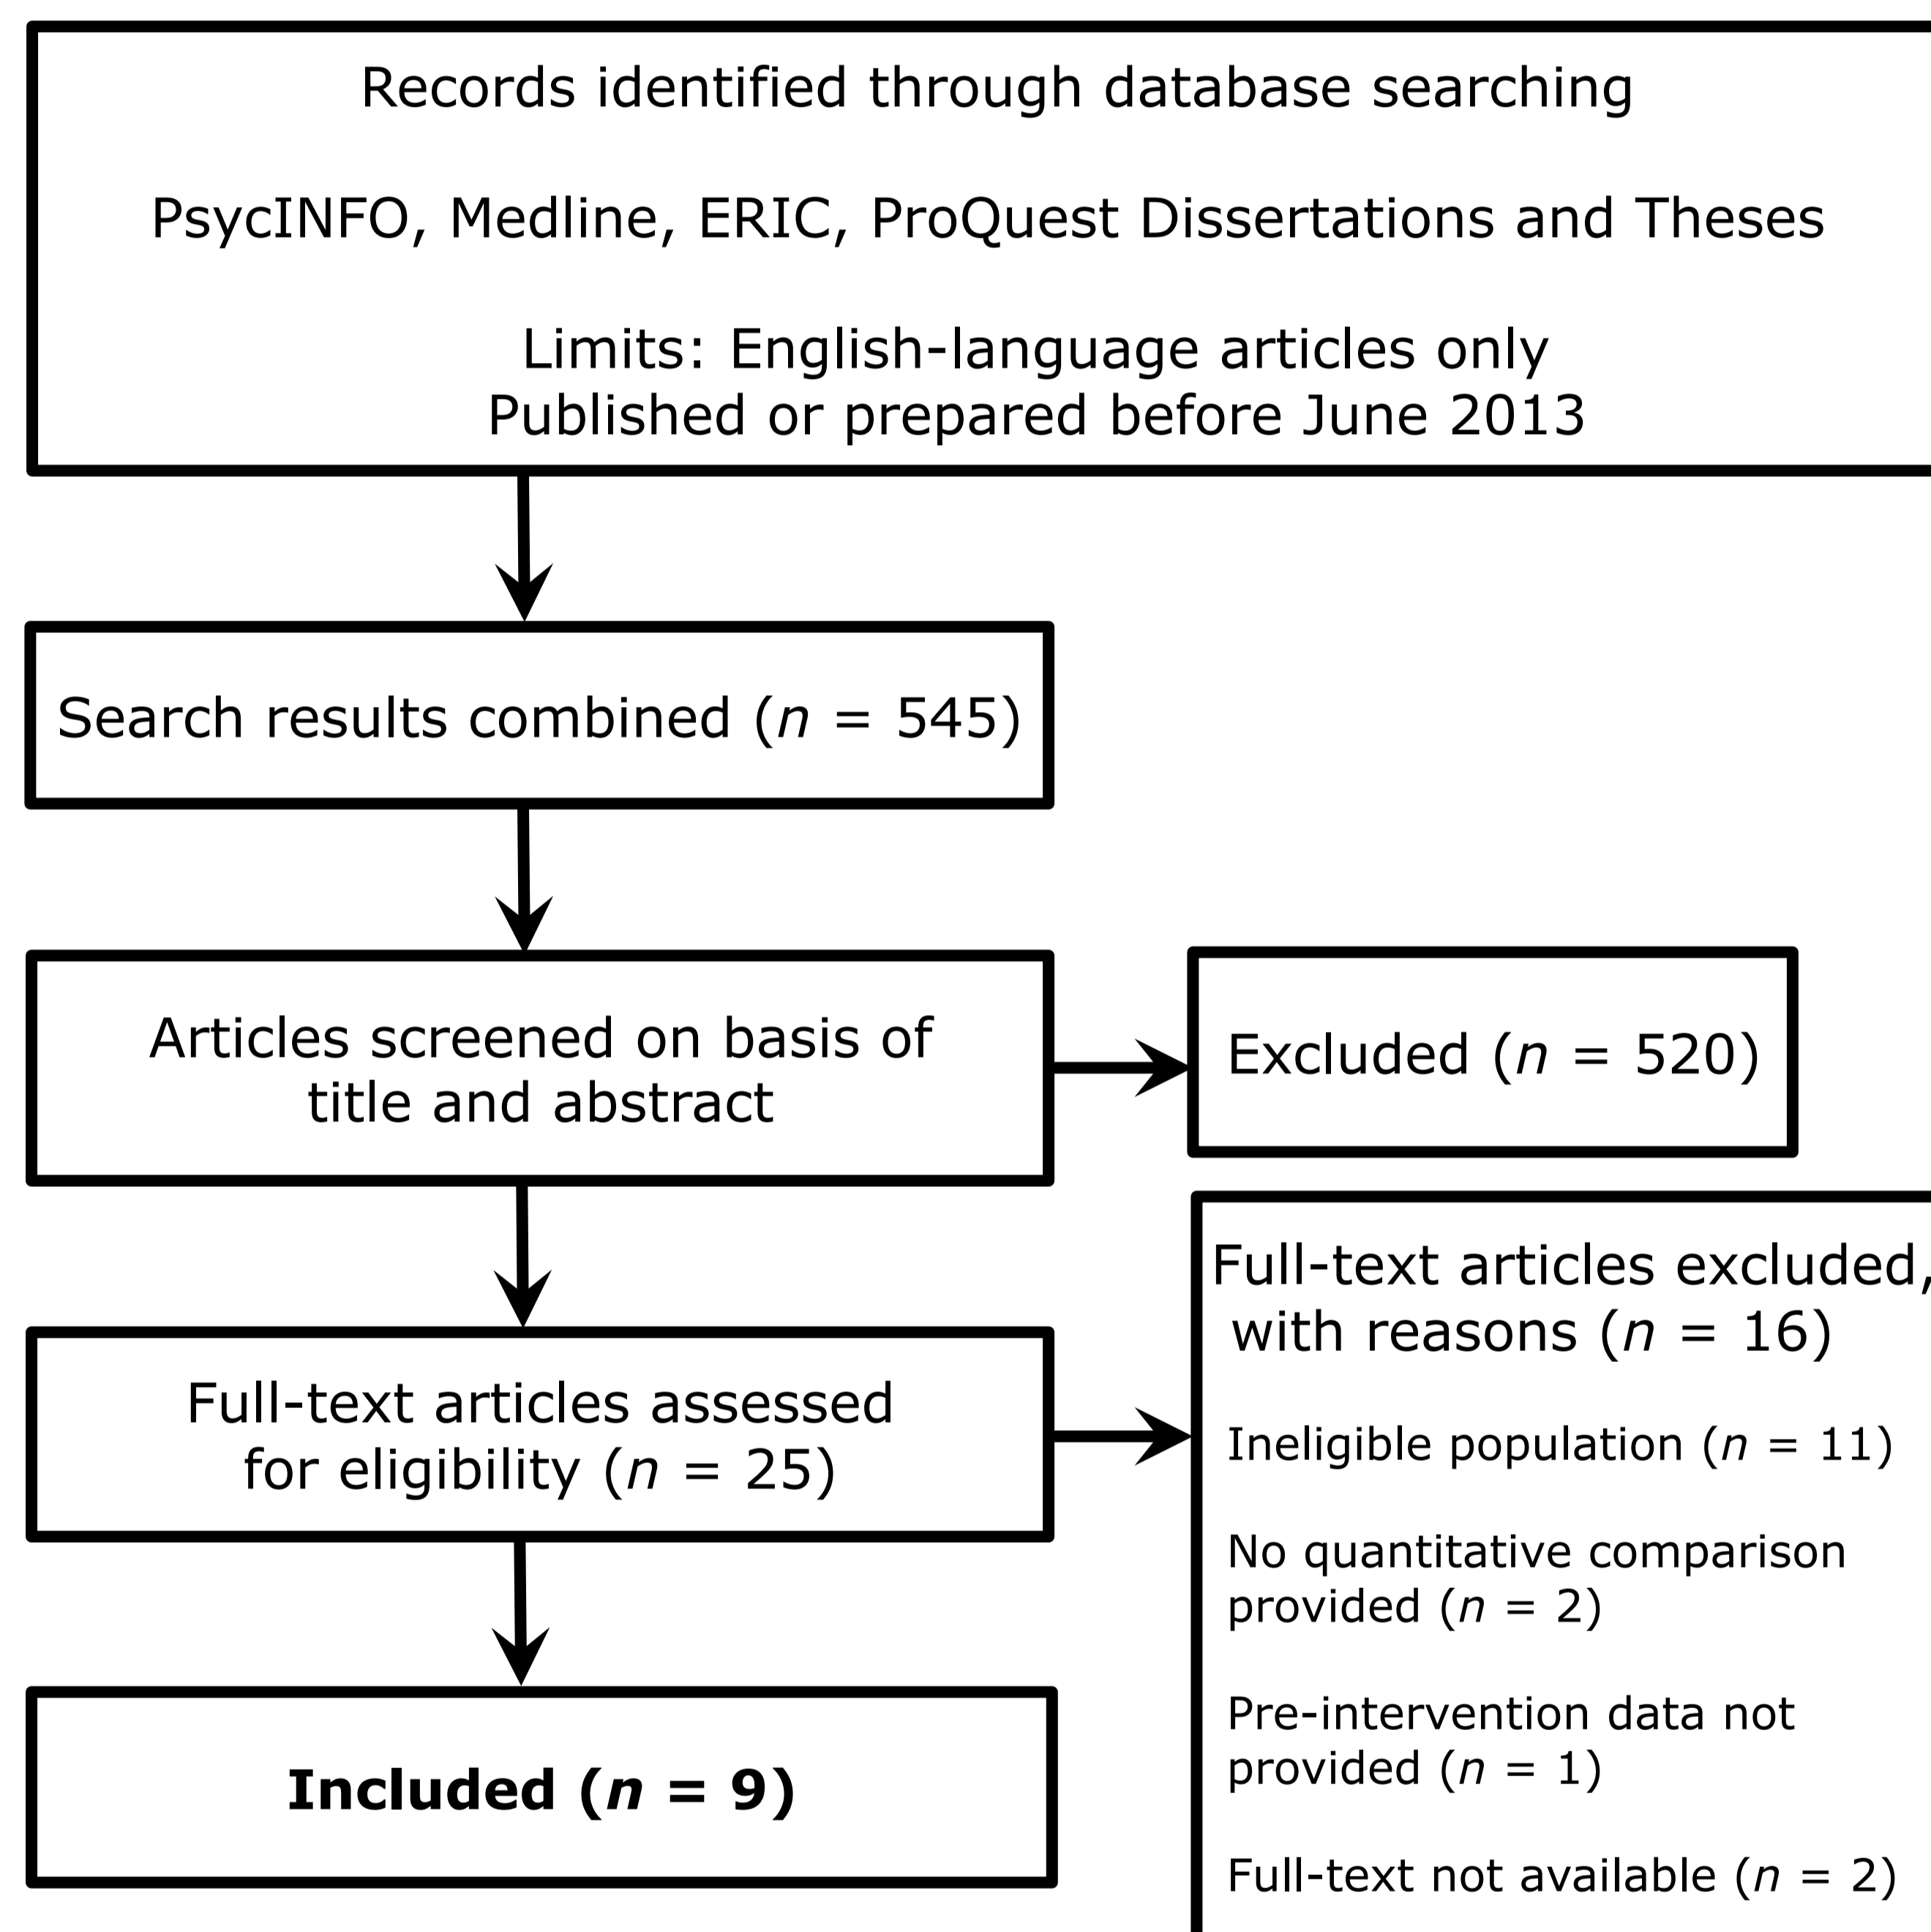 Records identified through database searching
PsycINFO, Medline, ERIC, ProQuest Dissertations and Theses
Limits: English-language articles only
Published or prepared before June 2013
Search results combined (n = 545)
Articles screened on basis of
title and abstract
Excluded (n = 520)
Full-text articles assessed
for eligibility (n = 25)
Full-text articles excluded,
with reasons (n = 16)
Ineligible population (n = 11)
No quantitative comparison
provided (n = 2)
Pre-intervention data not
provided (n = 1)
Full-text not available (n = 2)
Included (n = 9)